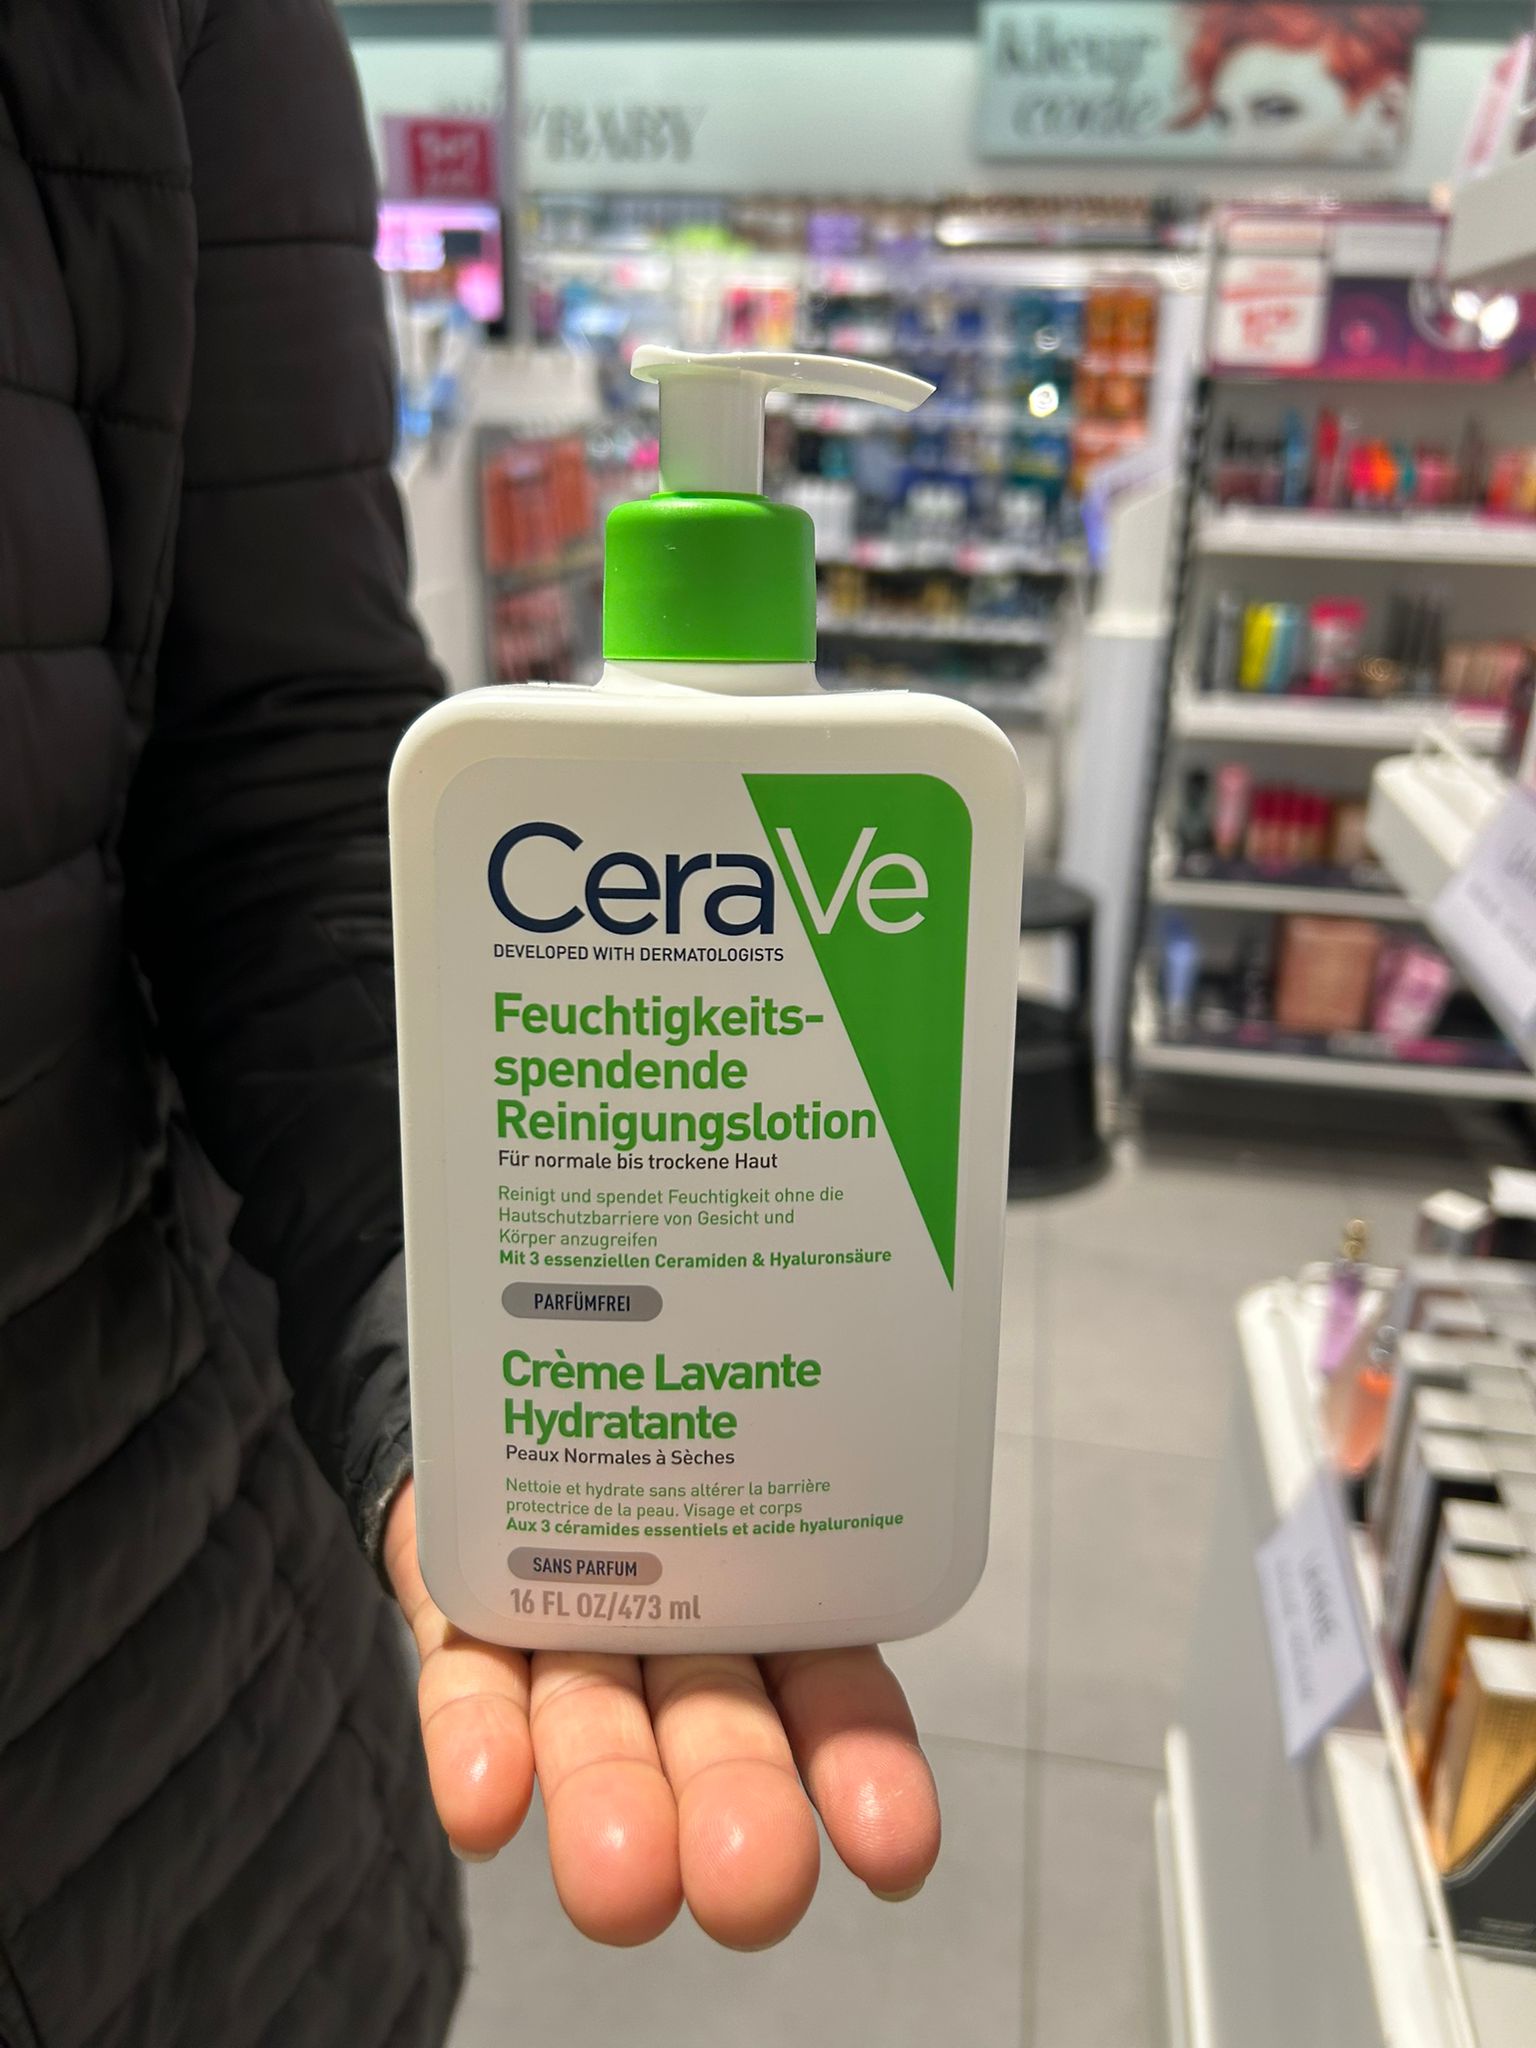 kleur
code
BABY
CeraVe
DEVELOPED WITH DERMATOLOGISTS
Feuchtigkeits-
spendende
Reinigungslotion
Für normale bis trockene Haut
Reinigt und spendet Feuchtigkeit ohne die
Hautschutzbarriere von Gesicht und
Körper anzugreifen
Mit 3 essenziellen Ceramiden & Hyaluronsäure
PARFÜMFREI
Crème Lavante
Hydratante
Peaux Normales à Sèches
Nettoie et hydrate sans altérer la barrière
protectrice de la peau. Visage et corps
Aux 3 céramides essentiels et acide hyaluronique
SANS PARFUM
16 FL OZ/473 ml